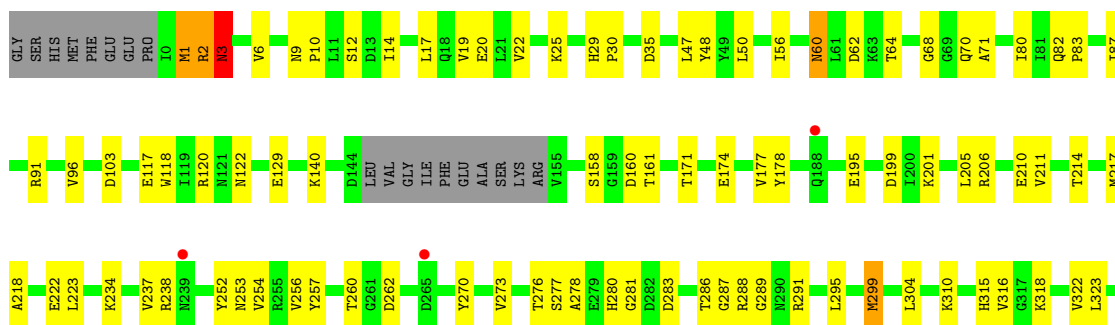 GLY SER HIS MET PHE GLU GLU PRO I0 M1 R2 N3 V6 N9 P10 L11 S12 D13 I14 L17 Q18 V19 E20 L21 V22 K25 H29 P30 D35 L47 Y48 Y49 L50 I56 N60 L61 D62 K63 T64 G68 G69 Q70 A71 I80 I81 Q82 P83
R91 V96 D103 E117 W118 I119 R120 N121 N122 E129 K140 D144 LEU VAL GLY ILE PHE GLU ALA SER LYS ARG V155 S158 G159 D160 T161 T171 E174 V177 Y178 Q188 E195 D199 I200 K201 L205 R206 E210 V211 T214 M217
A218 E222 L223 K234 V237 R238 N239 Y252 N253 V254 R255 V256 Y257 T260 G261 D262 D265 Y270 V273 T276 S277 A278 E279 H280 G281 D282 D283 T286 G287 R288 G289 N290 R291 L295 M299 L304 K310 H315 V316 G317 K318 V322 L323